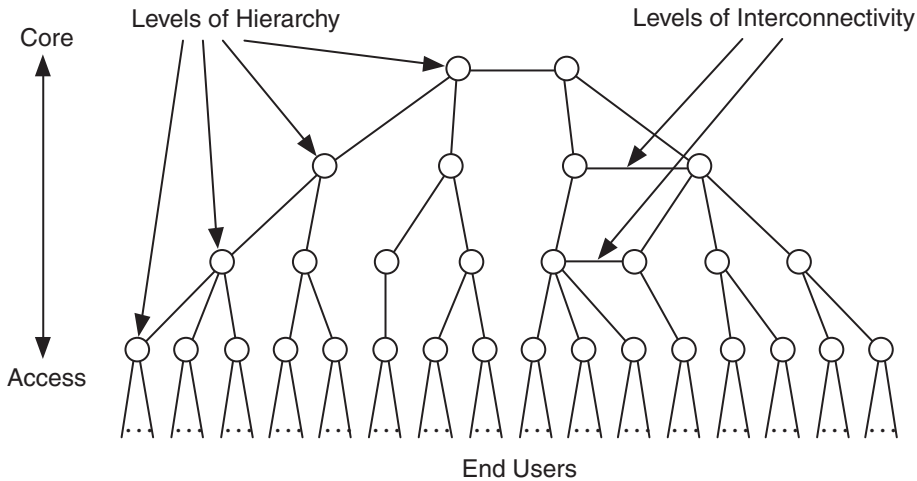 Levels of Hierarchy
Levels of Interconnectivity
Core
Access
... ... ... ... ... ... ... ... ... ... ... ... ... ... ... ...
End Users